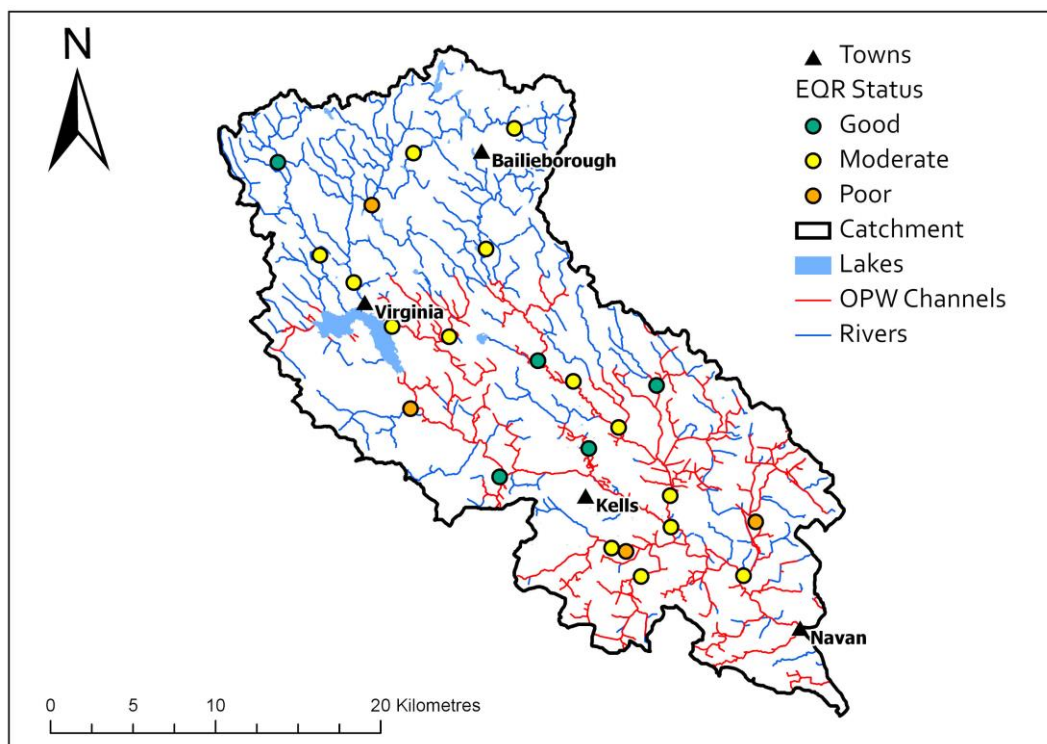 N
Towns
EQR Status
Good
Moderate
Poor
Catchment
Lakes
OPW Channels
Rivers
Bailieborough
Virginia
Kells
Navan
0 5 10 20 Kilometres